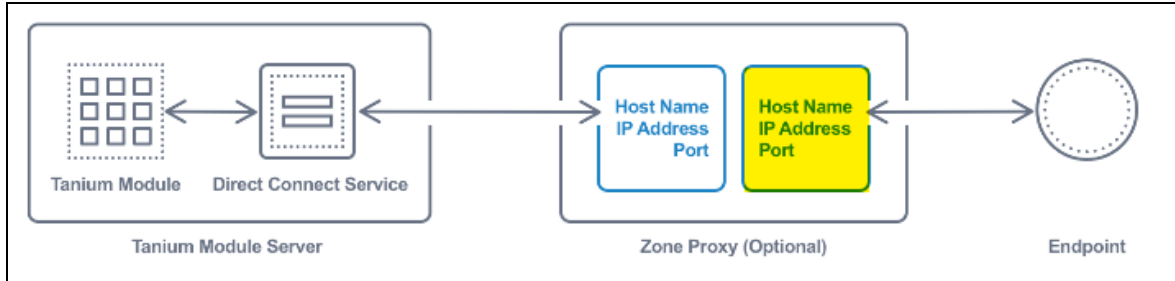 Host Name
IP Address
Port
Host Name
IP Address
Port
Tanium Module
Direct Connect Service
Tanium Module Server
Zone Proxy (Optional)
Endpoint